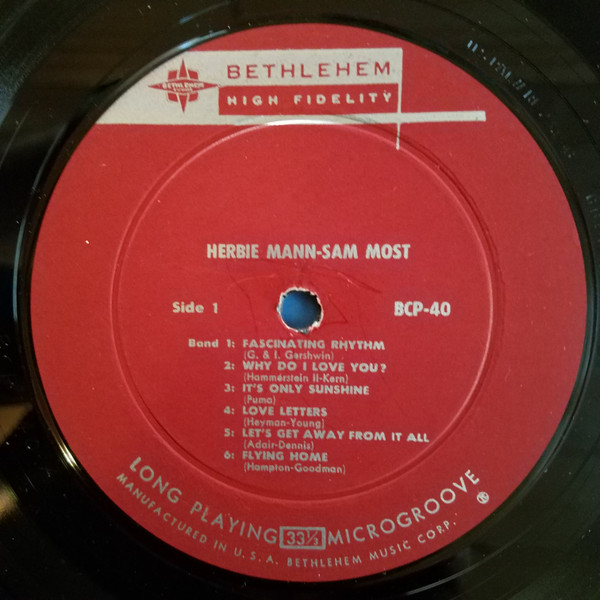 BETHLEHEM
BETHLEHEM
HIGH FIDELITY
HERBIE MANN-SAM MOST
Side 1
BCP-40
Band 1: FASCINATING RHYTHM
(G. & I. Gershwin)
2: WHY DO I LOVE YOU?
(Hammerstein II-Kern)
3: IT'S ONLY SUNSHINE
(Puma)
4: LOVE LETTERS
(Heyman-Young)
5: LET'S GET AWAY FROM IT ALL
(Adair-Dennis)
6: FLYING HOME
(Hampton-Goodman)
LONG PLAYING 33⅓ MICROGROOVE
MANUFACTURED IN U.S.A. BETHLEHEM MUSIC CORP.